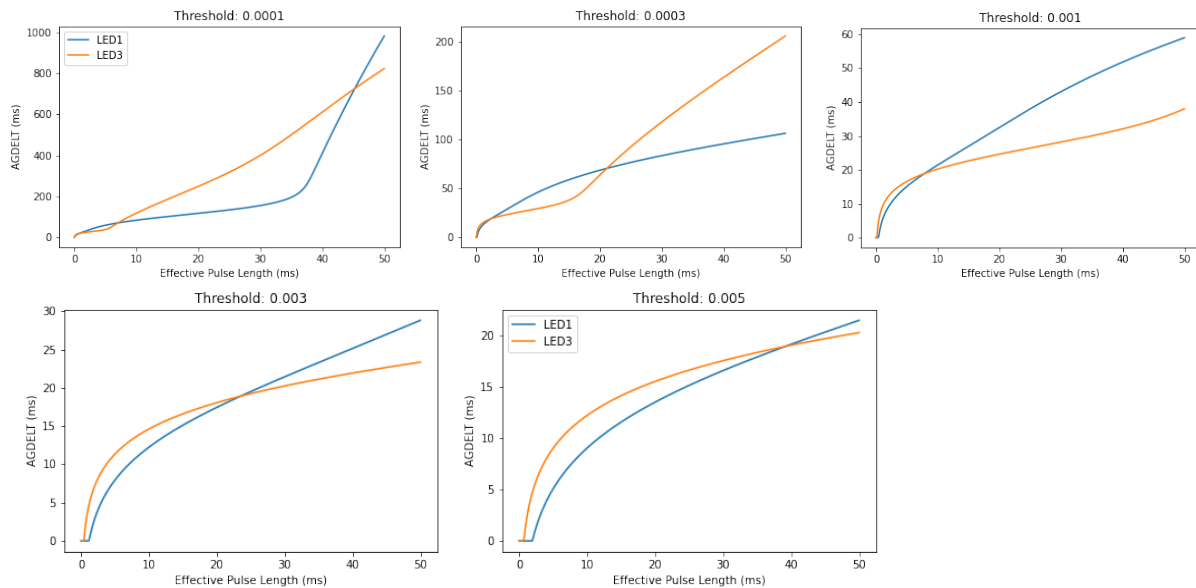 Threshold: 0.0001
LED1
LED3
AGDELT (ms)
1000
800
600
400
200
0
0 10 20 30 40 50
Effective Pulse Length (ms)
Threshold: 0.0003
AGDELT (ms)
200
150
100
50
0
0 10 20 30 40 50
Effective Pulse Length (ms)
Threshold: 0.001
AGDELT (ms)
60
50
40
30
20
10
0
0 10 20 30 40 50
Effective Pulse Length (ms)
Threshold: 0.003
AGDELT (ms)
30
25
20
15
10
5
0
0 10 20 30 40 50
Effective Pulse Length (ms)
Threshold: 0.005
LED1
LED3
AGDELT (ms)
20
15
10
5
0
0 10 20 30 40 50
Effective Pulse Length (ms)